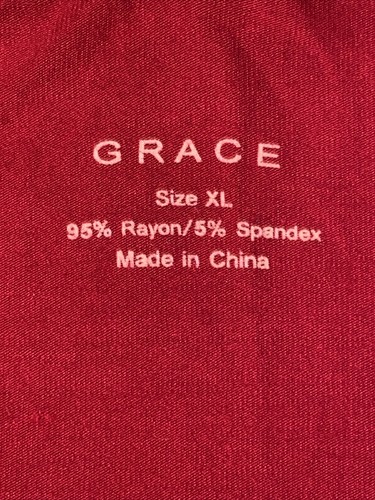 GRACE
Size XL
95% Rayon/5% Spandex
Made in China